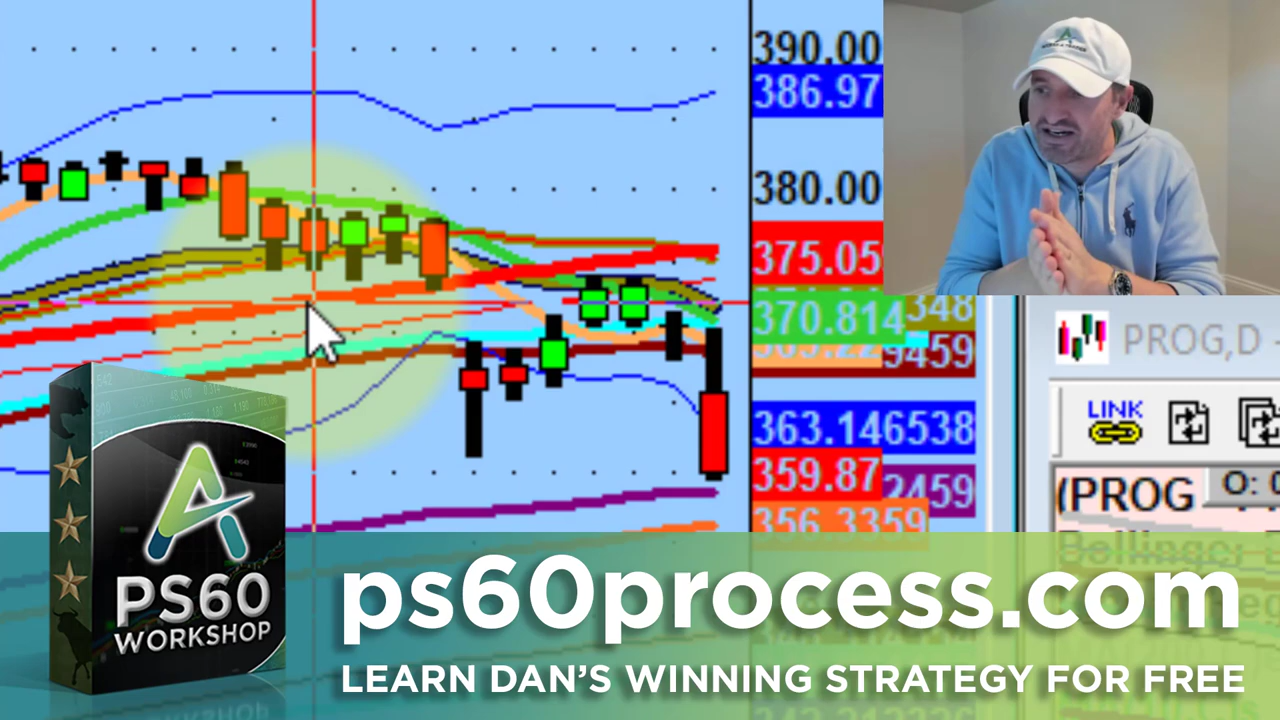 390.00
386.97
380.00
375.05
348
370.814
9459
363.146538
359.87
2459
356.3359
PROG,D -
LINK
(PROG
O: 0
PS60
WORKSHOP
ps60process.com
LEARN DAN'S WINNING STRATEGY FOR FREE